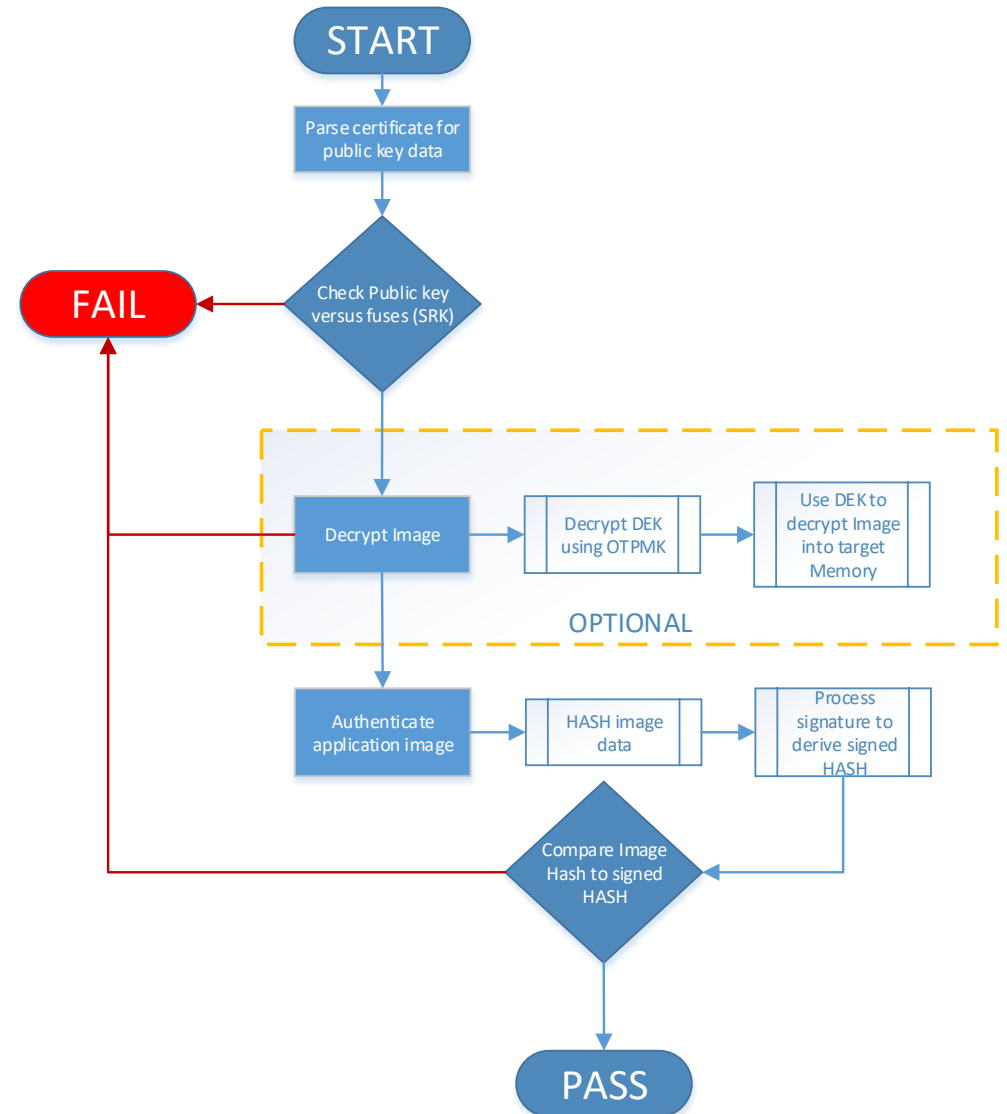 START
Parse certificate for
public key data
Check Public key
versus fuses (SRK)
FAIL
Decrypt Image
Decrypt DEK
using OTPMK
Use DEK to
decrypt Image
into target
Memory
OPTIONAL
Authenticate
application image
HASH image
data
Process
signature to
derive signed
HASH
Compare Image
Hash to signed
HASH
PASS